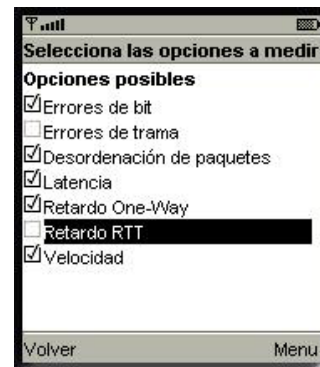 Selecciona las opciones a medir
Opciones posibles
Errores de bit
Errores de trama
Desordenación de paquetes
Latencia
Retardo One-Way
Retardo RTT
Velocidad
Volver Menu